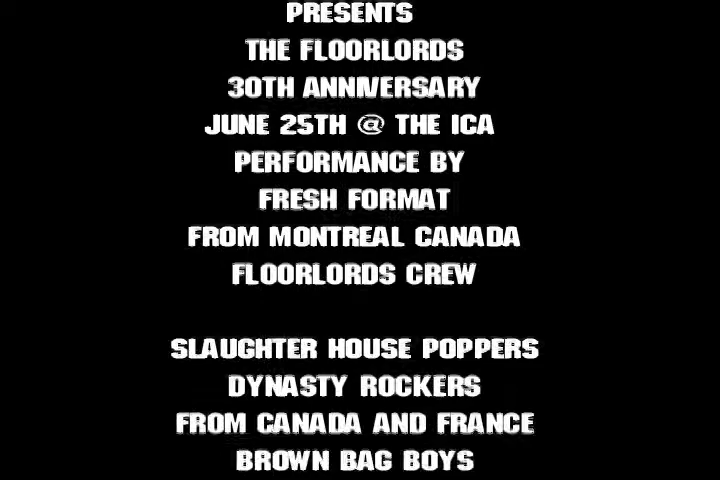 PRESENTS
THE FLOORLORDS
30TH ANNIVERSARY
JUNE 25TH @ THE ICA
PERFORMANCE BY
FRESH FORMAT
FROM MONTREAL CANADA
FLOORLORDS CREW
SLAUGHTER HOUSE POPPERS
DYNASTY ROCKERS
FROM CANADA AND FRANCE
BROWN BAG BOYS